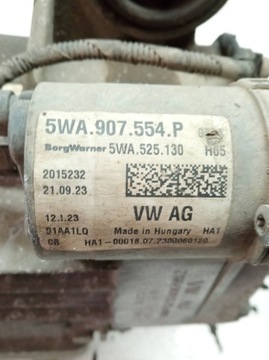 5WA.907.554.P
BorgWarner 5WA.525.130 H65
2015232
21.09.23
12.1.23 VW AG
01AA1LQ Made in Hungary HA1
CB HA1-00018.07.2300060120